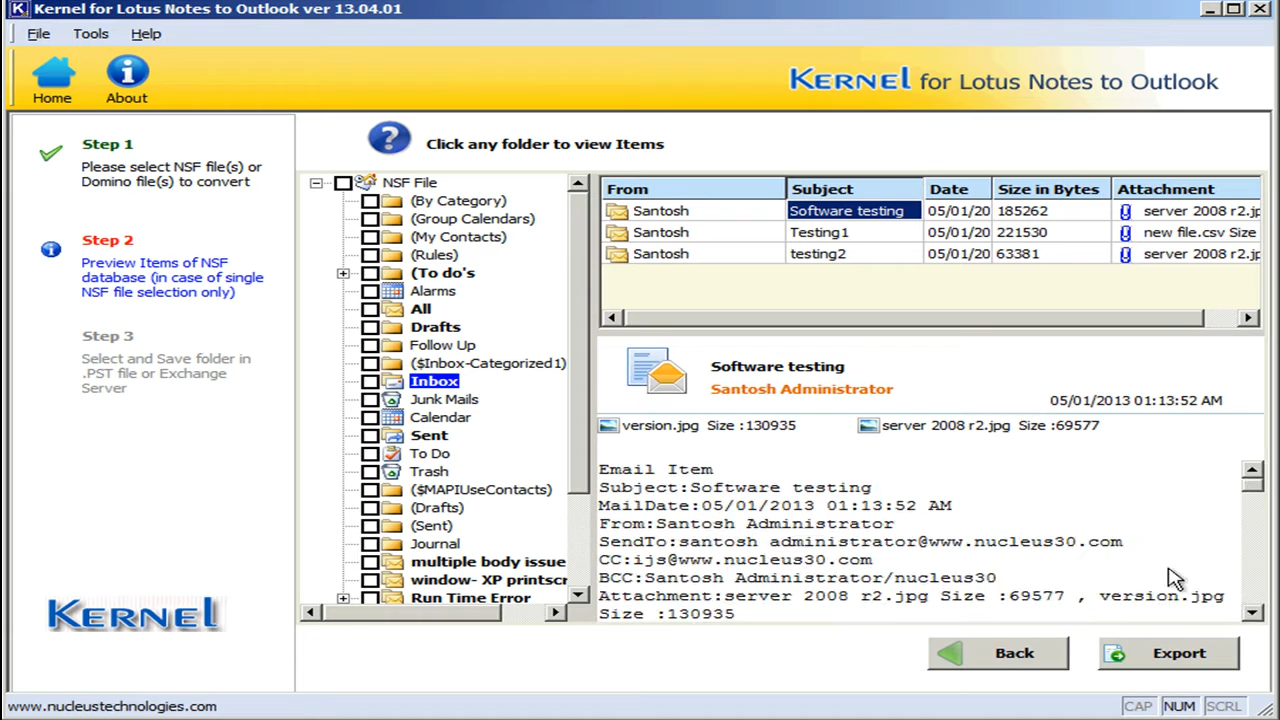 Kernel for Lotus Notes to Outlook ver 13.04.01
File Tools Help
Home About
KERNEL for Lotus Notes to Outlook
Step 1
Please select NSF file(s) or
Domino file(s) to convert
Step 2
Preview Items of NSF
database (in case of single
NSF file selection only)
Step 3
Select and Save folder in
.PST file or Exchange
Server
KERNEL
Click any folder to view Items
NSF File
(By Category)
(Group Calendars)
(My Contacts)
(Rules)
(To do's
Alarms
All
Drafts
Follow Up
($Inbox-Categorized1)
Inbox
Junk Mails
Calendar
Sent
To Do
Trash
($MAPIUseContacts)
(Drafts)
(Sent)
Journal
multiple body issue
window- XP printscr
Run Time Error
From Subject Date Size in Bytes Attachment
Santosh Software testing 05/01/20 185262 server 2008 r2.jp
Santosh Testing1 05/01/20 221530 new file.csv Size
Santosh testing2 05/01/20 63381 server 2008 r2.jp
Software testing
Santosh Administrator
05/01/2013 01:13:52 AM
version.jpg Size :130935 server 2008 r2.jpg Size :69577
Email Item
Subject:Software testing
MailDate:05/01/2013 01:13:52 AM
From:Santosh Administrator
SendTo:santosh administrator@www.nucleus30.com
CC:ijs@www.nucleus30.com
BCC:Santosh Administrator/nucleus30
Attachment:server 2008 r2.jpg Size :69577 , version.jpg
Size :130935
Back Export
www.nucleustechnologies.com CAP NUM SCRL